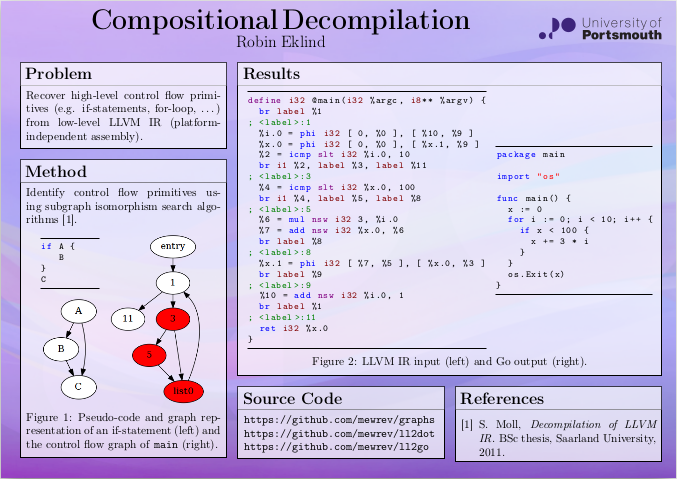 Compositional Decompilation
Robin Eklind
University of
Portsmouth
Problem
Recover high-level control flow primi-
tives (e.g. if-statements, for-loop, ...)
from low-level LLVM IR (platform-
independent assembly).
Method
Identify control flow primitives us-
ing subgraph isomorphism search algo-
rithms [1].
if A {
B
}
C
A
B
C
entry
1
11
3
5
list0
Figure 1: Pseudo-code and graph rep-
resentation of an if-statement (left) and
the control flow graph of main (right).
Results
define i32 @main(i32 %argc, i8** %argv) {
br label %1
; <label>:1
%i.0 = phi i32 [ 0, %0 ], [ %10, %9 ]
%x.0 = phi i32 [ 0, %0 ], [ %x.1, %9 ]
%2 = icmp slt i32 %i.0, 10
br i1 %2, label %3, label %11
; <label>:3
%4 = icmp slt i32 %x.0, 100
br i1 %4, label %5, label %8
; <label>:5
%6 = mul nsw i32 3, %i.0
%7 = add nsw i32 %x.0, %6
br label %8
; <label>:8
%x.1 = phi i32 [ %7, %5 ], [ %x.0, %3 ]
br label %9
; <label>:9
%10 = add nsw i32 %i.0, 1
br label %1
; <label>:11
ret i32 %x.0
}
package main
import "os"
func main() {
x := 0
for i := 0; i < 10; i++ {
if x < 100 {
x += 3 * i
}
}
os.Exit(x)
}
Figure 2: LLVM IR input (left) and Go output (right).
Source Code
https://github.com/mewrev/graphs
https://github.com/mewrev/ll2dot
https://github.com/mewrev/ll2go
References
[1] S. Moll, Decompilation of LLVM
IR. BSc thesis, Saarland University,
2011.